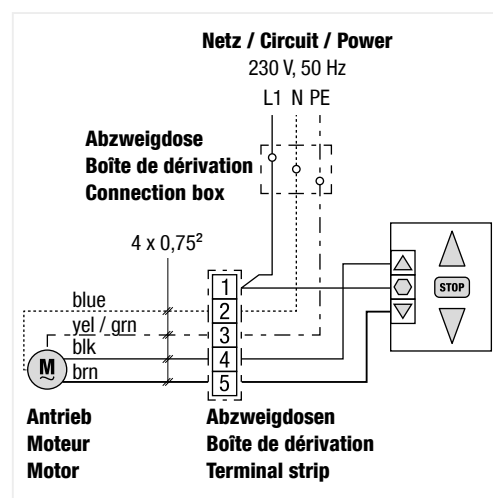 Netz / Circuit / Power
230 V, 50 Hz
L1 N PE
Abzweigdose
Boîte de dérivation
Connection box
4 x 0,75²
1
2
3
4
5
STOP
blue
yel / grn
blk
brn
M
Antrieb
Moteur
Motor
Abzweigdosen
Boîte de dérivation
Terminal strip